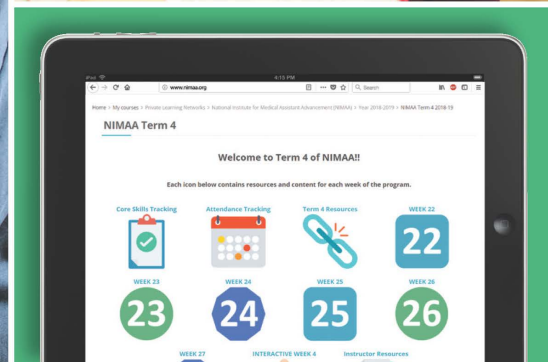 iPad
4:15 PM
www.nimaa.org
Search
Home > My courses > Private Learning Networks > National Institute for Medical Assistant Advancement (NIMAA) > Year 2018-2019 > NIMAA Term 4 2018-19
NIMAA Term 4
Welcome to Term 4 of NIMAA!!
Each icon below contains resources and content for each week of the program.
Core Skills Tracking Attendance Tracking Term 4 Resources WEEK 22
22
WEEK 23 WEEK 24 WEEK 25 WEEK 26
23 24 25 26
WEEK 27 INTERACTIVE WEEK 4 Instructor Resources